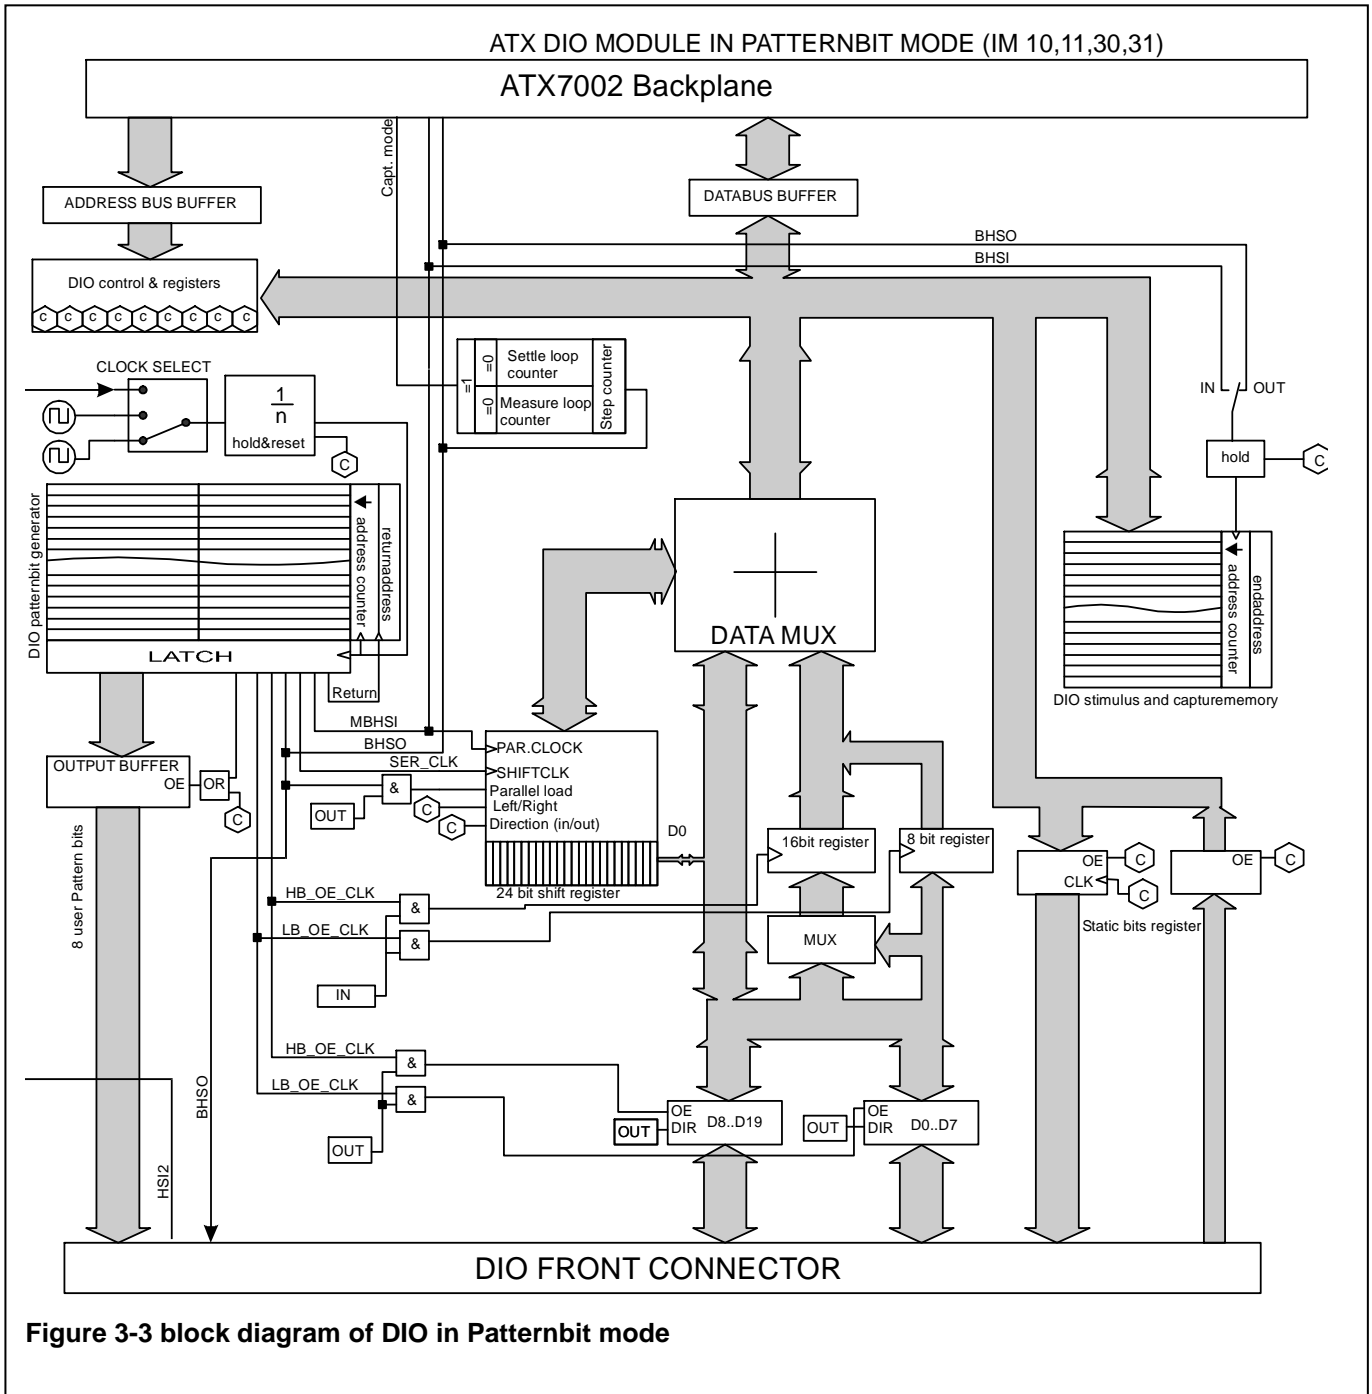 ATX DIO MODULE IN PATTERNBIT MODE (IM 10,11,30,31)
ATX7002 Backplane
Capt. mode
ADDRESS BUS BUFFER
DATABUS BUFFER
BHSO
BHSI
DIO control & registers
C C C C C C C C C
CLOCK SELECT
1
n
hold&reset
C
=1
=0
Settle loop
counter
=0
Measure loop
counter
Step counter
IN
OUT
hold
C
DIO patternbit generator
address counter
returnaddress
LATCH
Return
DATA MUX
address counter
endaddress
DIO stimulus and capturememory
MBHSI
BHSO
SER_CLK
PAR.CLOCK
SHIFTCLK
Parallel load
Left/Right
Direction (in/out)
OUTPUT BUFFER
OE
OR
C
OUT
&
C
C
D0
24 bit shift register
16bit register
8 bit register
OE
CLK
C
C
OE
C
Static bits register
8 user Pattern bits
HB_OE_CLK
&
LB_OE_CLK
&
IN
MUX
HB_OE_CLK
&
LB_OE_CLK
&
OUT
BHSO
HSI2
OUT
OE
DIR
D8..D19
OUT
OE
DIR
D0..D7
DIO FRONT CONNECTOR
Figure 3-3 block diagram of DIO in Patternbit mode